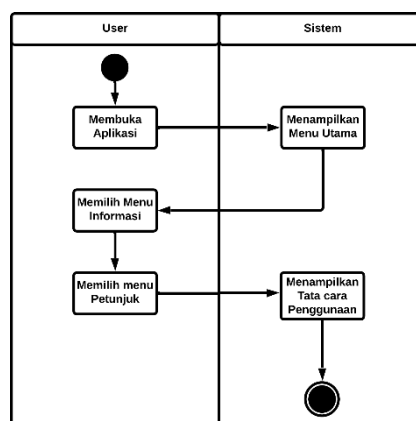 User
Sistem
Membuka
Aplikasi
Menampilkan
Menu Utama
Memilih Menu
Informasi
Memilih menu
Petunjuk
Menampilkan
Tata cara
Penggunaan